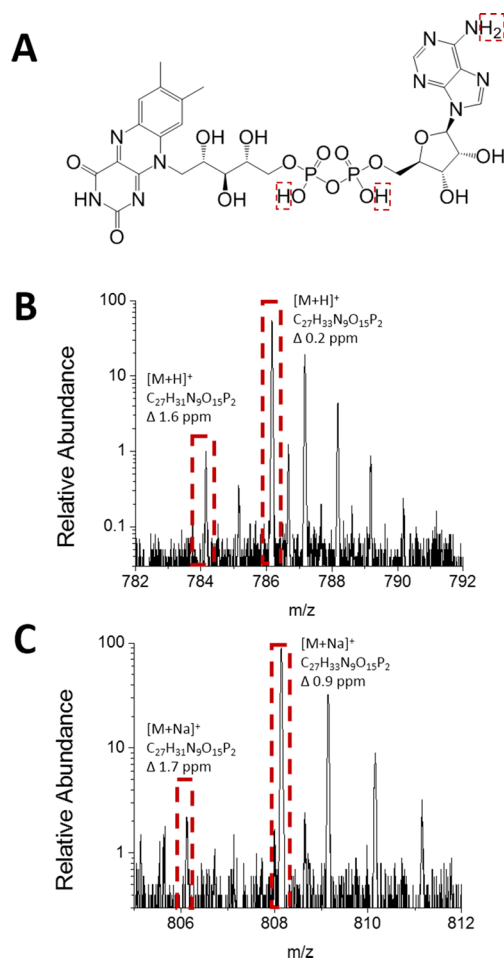 A
NH₂
N
N
N
N
O
OH
OH
N
N
O
NH
N
O
OH
OH
OH
O
O
P
HO
O
O
P
OH
O
B
Relative Abundance
100
10
1
0.1
[M+H]⁺
C₂₇H₃₁N₉O₁₅P₂
Δ 1.6 ppm
[M+H]⁺
C₂₇H₃₃N₉O₁₅P₂
Δ 0.2 ppm
782 784 786 788 790 792
m/z
C
Relative Abundance
100
10
1
[M+Na]⁺
C₂₇H₃₁N₉O₁₅P₂
Δ 1.7 ppm
[M+Na]⁺
C₂₇H₃₃N₉O₁₅P₂
Δ 0.9 ppm
806 808 810 812
m/z